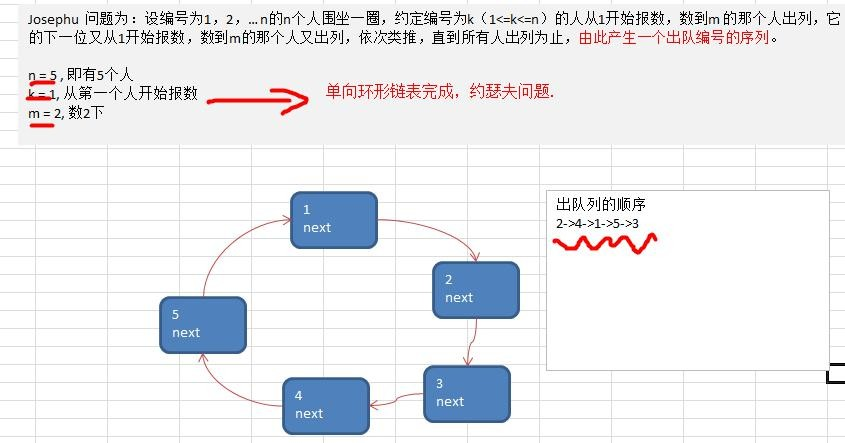 Josephu 问题为：设编号为1，2，… n的n个人围坐一圈，约定编号为k（1<=k<=n）的人从1开始报数，数到m 的那个人出列，它
的下一位又从1开始报数，数到m的那个人又出列，依次类推，直到所有人出列为止，由此产生一个出队编号的序列。
n = 5 , 即有5个人
k = 1, 从第一个人开始报数
m = 2, 数2下
单向环形链表完成，约瑟夫问题.
1
next
2
next
3
next
4
next
5
next
出队列的顺序
2->4->1->5->3